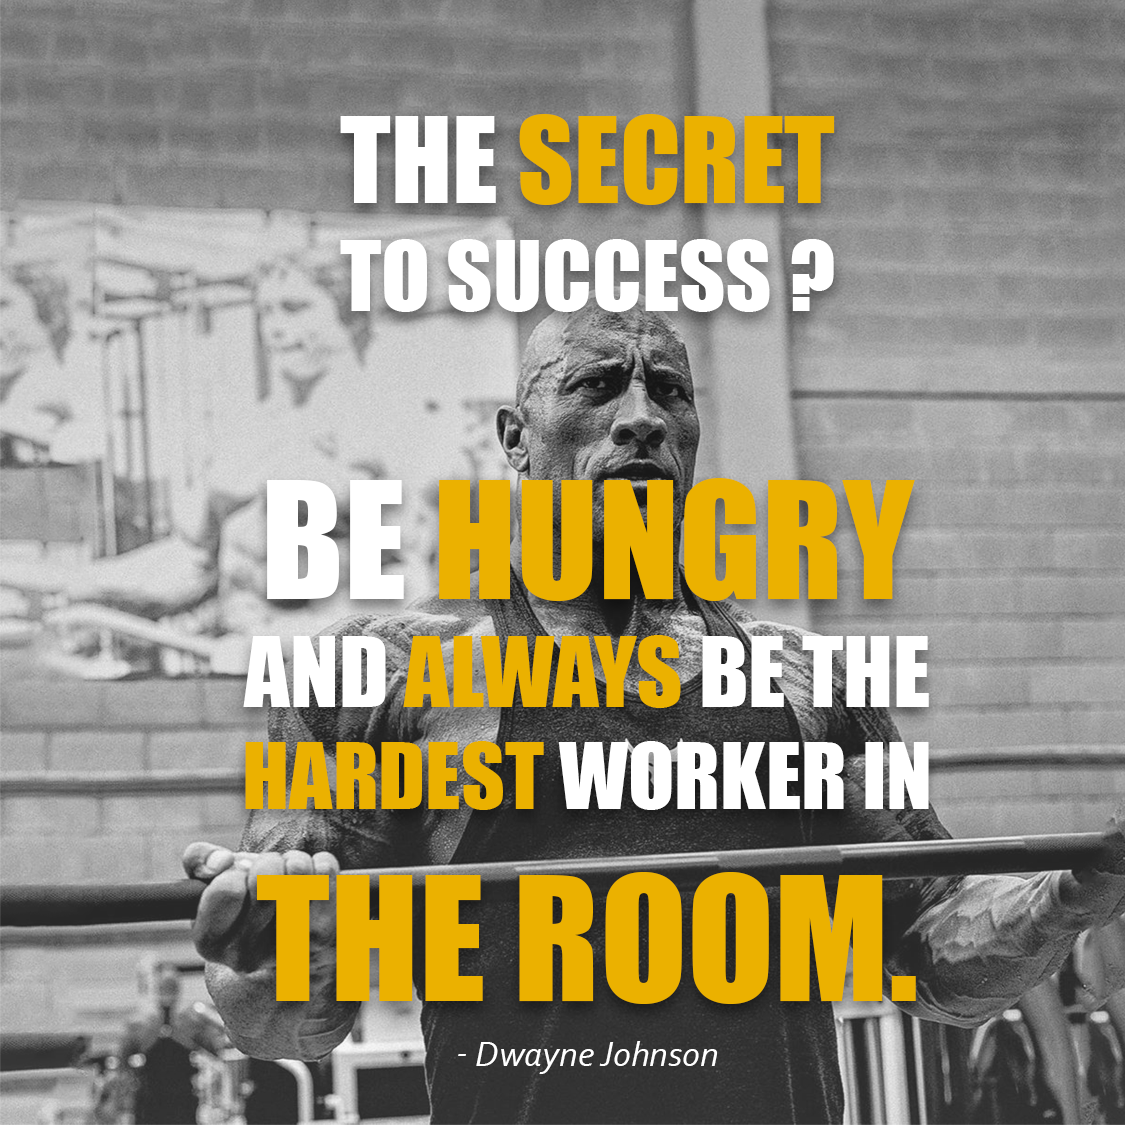 THE SECRET
TO SUCCESS ?
BE HUNGRY
AND ALWAYS BE THE
HARDEST WORKER IN
THE ROOM.
- Dwayne Johnson